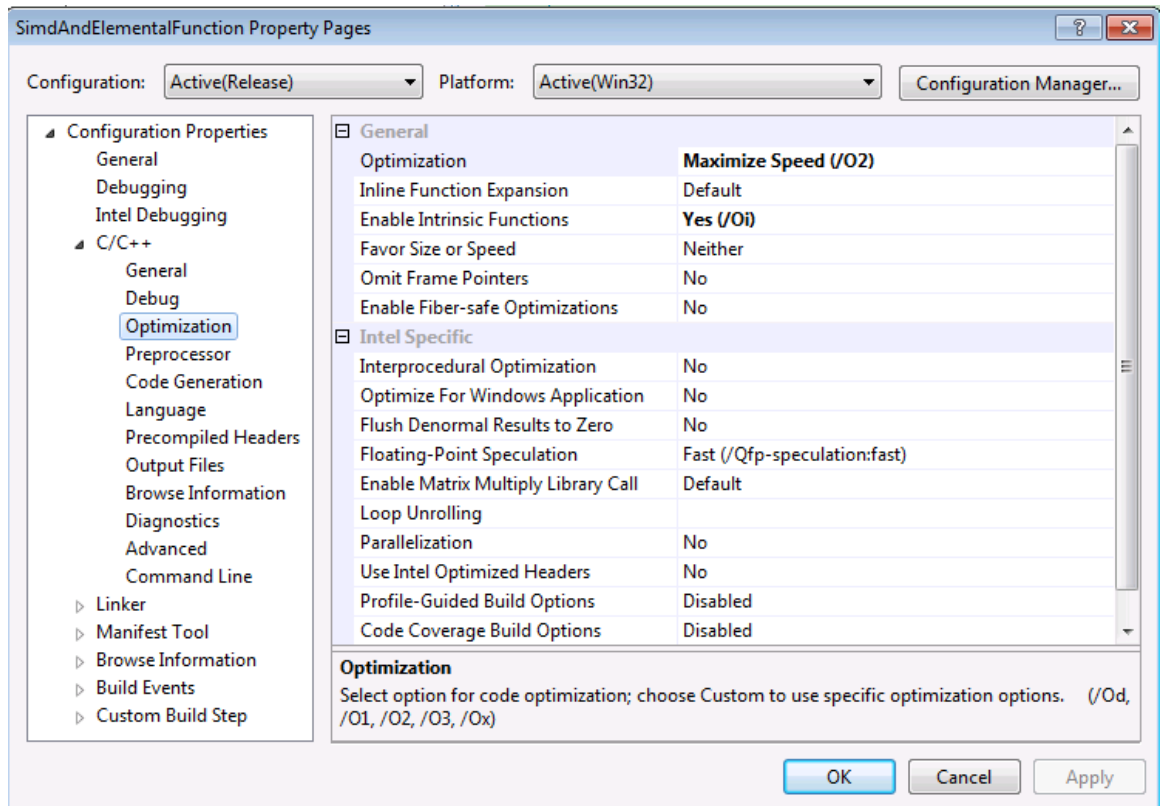 SimdAndElementalFunction Property Pages
Configuration: Active(Release) Platform: Active(Win32) Configuration Manager...
Configuration Properties
General
Debugging
Intel Debugging
C/C++
General
Debug
Optimization
Preprocessor
Code Generation
Language
Precompiled Headers
Output Files
Browse Information
Diagnostics
Advanced
Command Line
Linker
Manifest Tool
Browse Information
Build Events
Custom Build Step
General
Optimization Maximize Speed (/O2)
Inline Function Expansion Default
Enable Intrinsic Functions Yes (/Oi)
Favor Size or Speed Neither
Omit Frame Pointers No
Enable Fiber-safe Optimizations No
Intel Specific
Interprocedural Optimization No
Optimize For Windows Application No
Flush Denormal Results to Zero No
Floating-Point Speculation Fast (/Qfp-speculation:fast)
Enable Matrix Multiply Library Call Default
Loop Unrolling
Parallelization No
Use Intel Optimized Headers No
Profile-Guided Build Options Disabled
Code Coverage Build Options Disabled
Optimization
Select option for code optimization; choose Custom to use specific optimization options. (/Od,
/O1, /O2, /O3, /Ox)
OK Cancel Apply